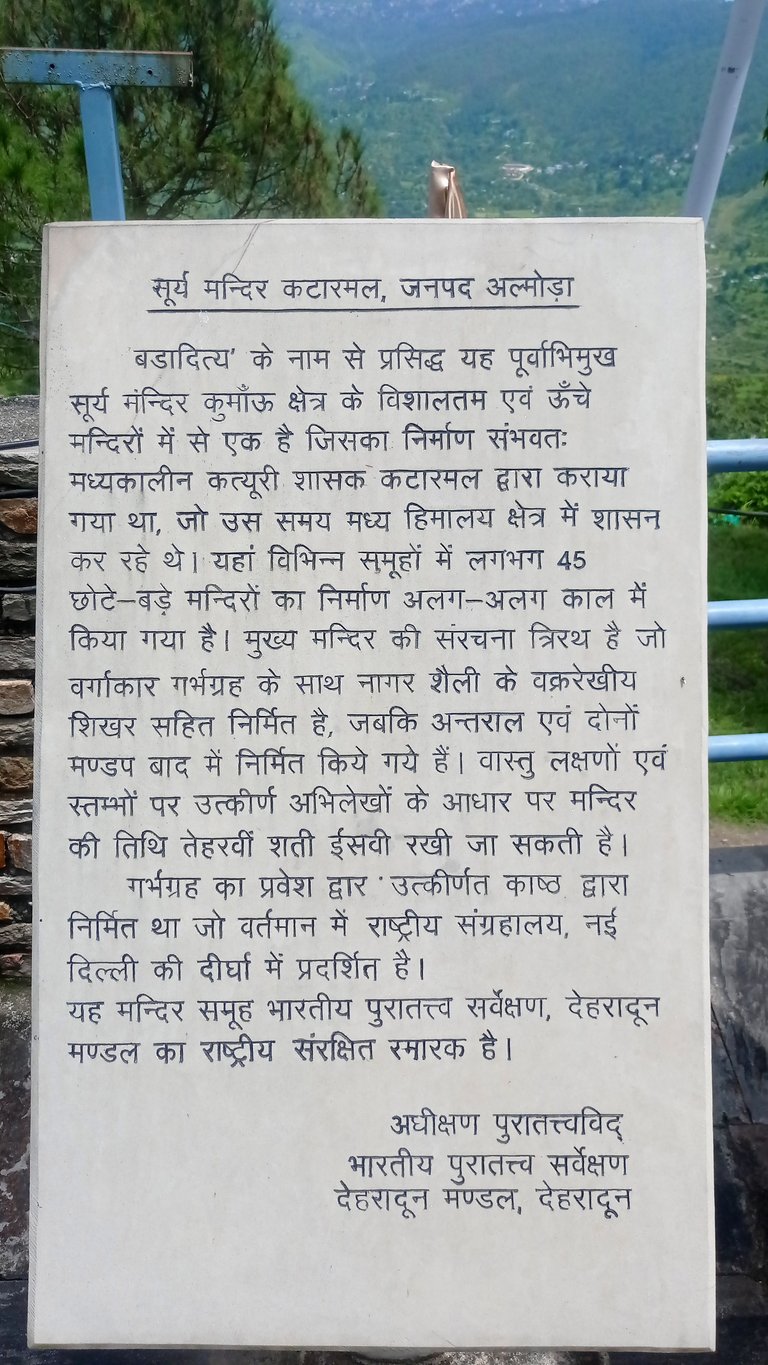 सूर्य मन्दिर कटारमल, जनपद अल्मोड़ा
बडादित्य' के नाम से प्रसिद्ध यह पूर्वाभिमुख
सूर्य मंन्दिर कुमाँऊ क्षेत्र के विशालतम एवं ऊँचे
मन्दिरों में से एक है जिसका निर्माण संभवतः
मध्यकालीन कत्यूरी शासक कटारमल द्वारा कराया
गया था, जो उस समय मध्य हिमालय क्षेत्र में शासन
कर रहे थे। यहां विभिन्न समूहों में लगभग 45
छोटे–बड़े मन्दिरों का निर्माण अलग–अलग काल में
किया गया है। मुख्य मन्दिर की संरचना त्रिरथ है जो
वर्गाकार गर्भग्रह के साथ नागर शैली के वक्ररेखीय
शिखर सहित निर्मित है, जबकि अन्तराल एवं दोनों
मण्डप बाद में निर्मित किये गये हैं। वास्तु लक्षणों एवं
स्तम्भों पर उत्कीर्ण अभिलेखों के आधार पर मन्दिर
की तिथि तेहरवीं शती ईसवी रखी जा सकती है।
गर्भग्रह का प्रवेश द्वार उत्कीर्णत काष्ठ द्वारा
निर्मित था जो वर्तमान में राष्ट्रीय संग्रहालय, नई
दिल्ली की दीर्घा में प्रदर्शित है।
यह मन्दिर समूह भारतीय पुरातत्त्व सर्वेक्षण, देहरादून
मण्डल का राष्ट्रीय संरक्षित स्मारक है।
अधीक्षण पुरातत्त्वविद्
भारतीय पुरातत्त्व सर्वेक्षण
देहरादून मण्डल, देहरादून